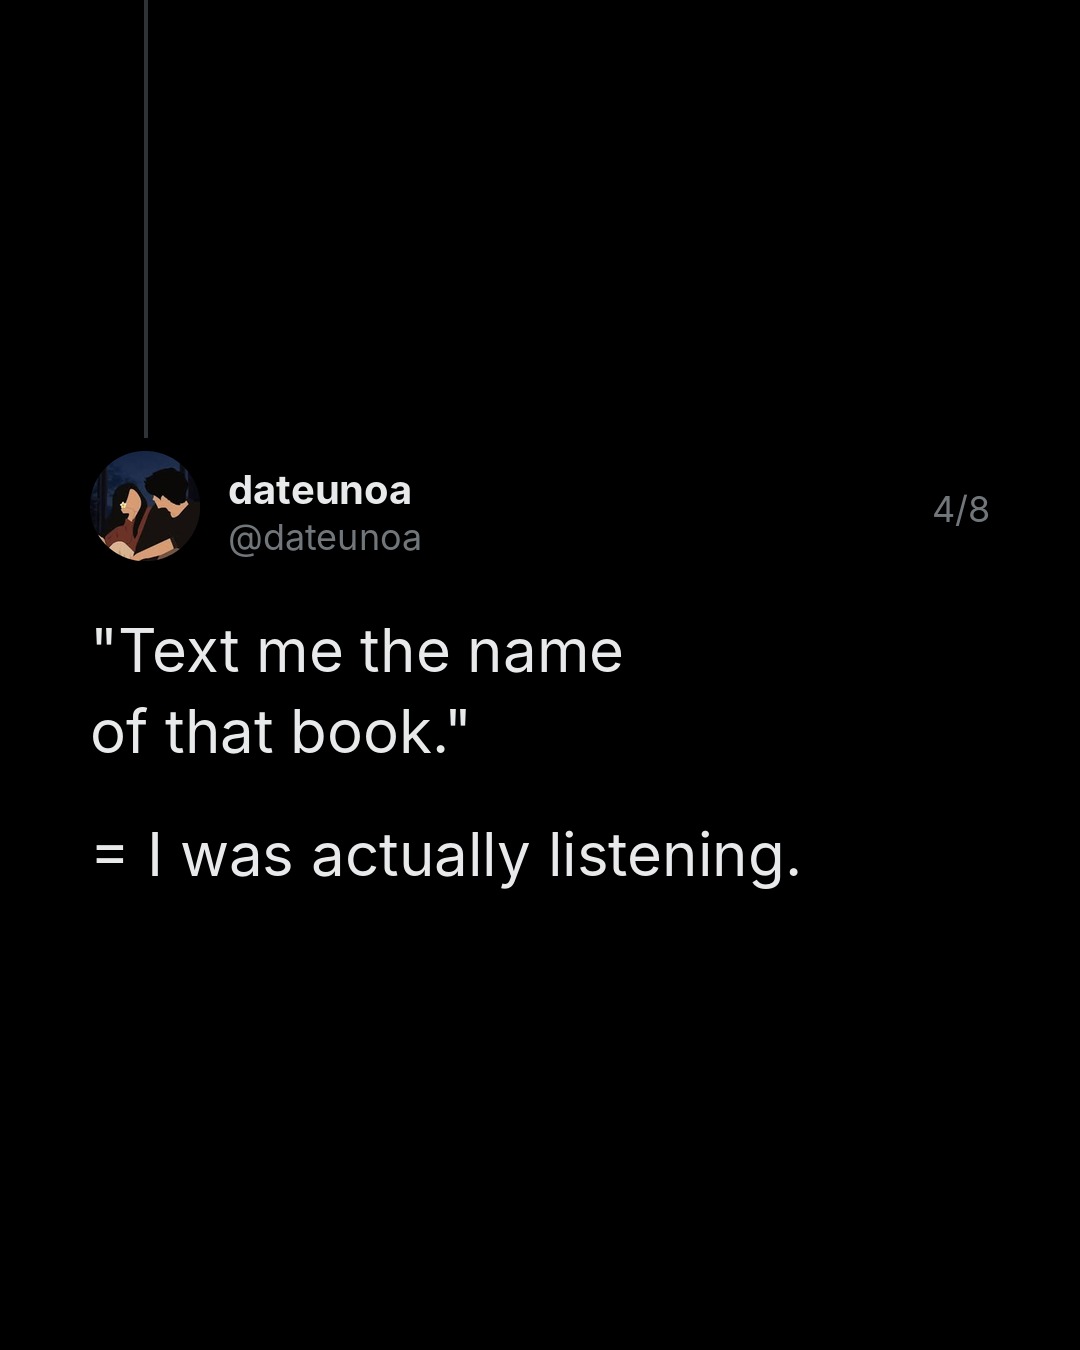 dateunoa
@dateunoa
4/8
"Text me the name
of that book."
= I was actually listening.